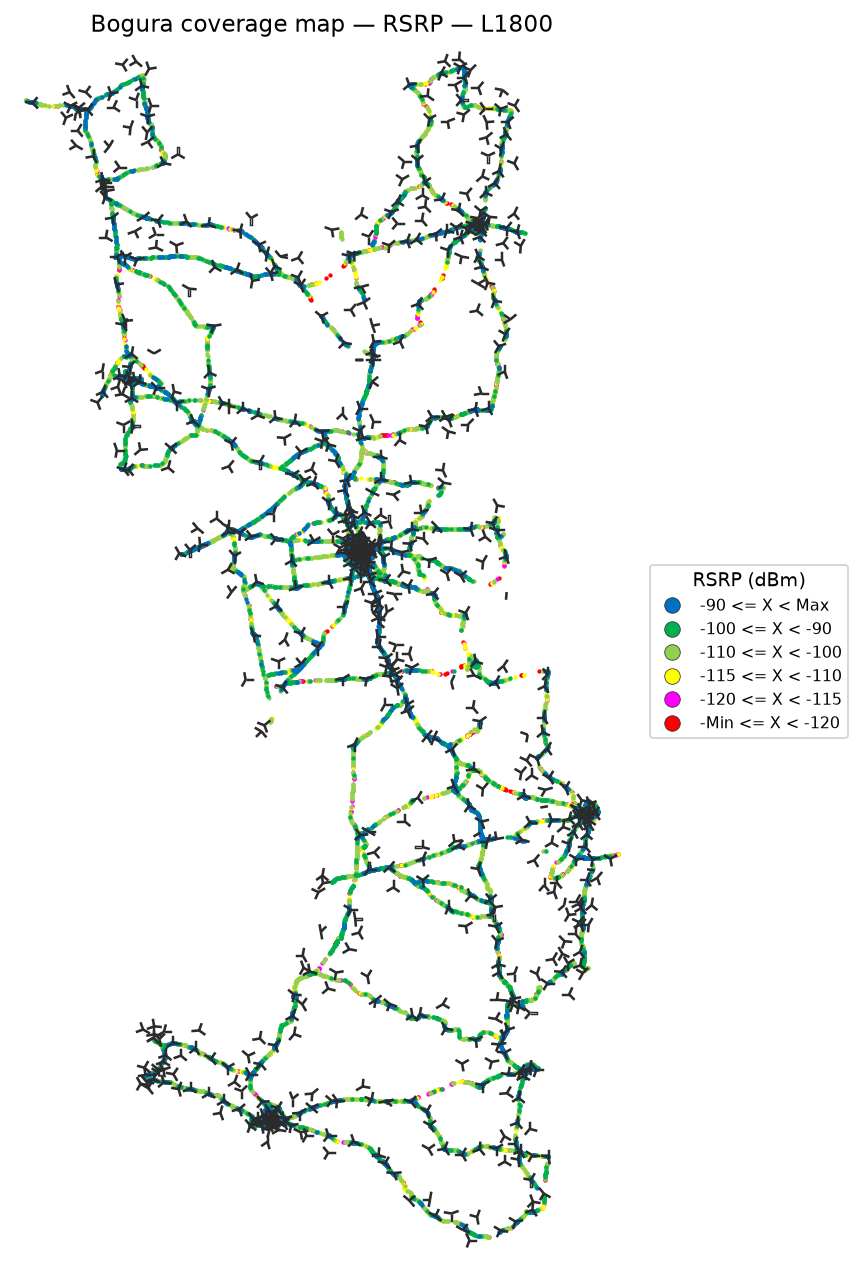 Bogura coverage map — RSRP — L1800
RSRP (dBm)
-90 <= X < Max
-100 <= X < -90
-110 <= X < -100
-115 <= X < -110
-120 <= X < -115
-Min <= X < -120